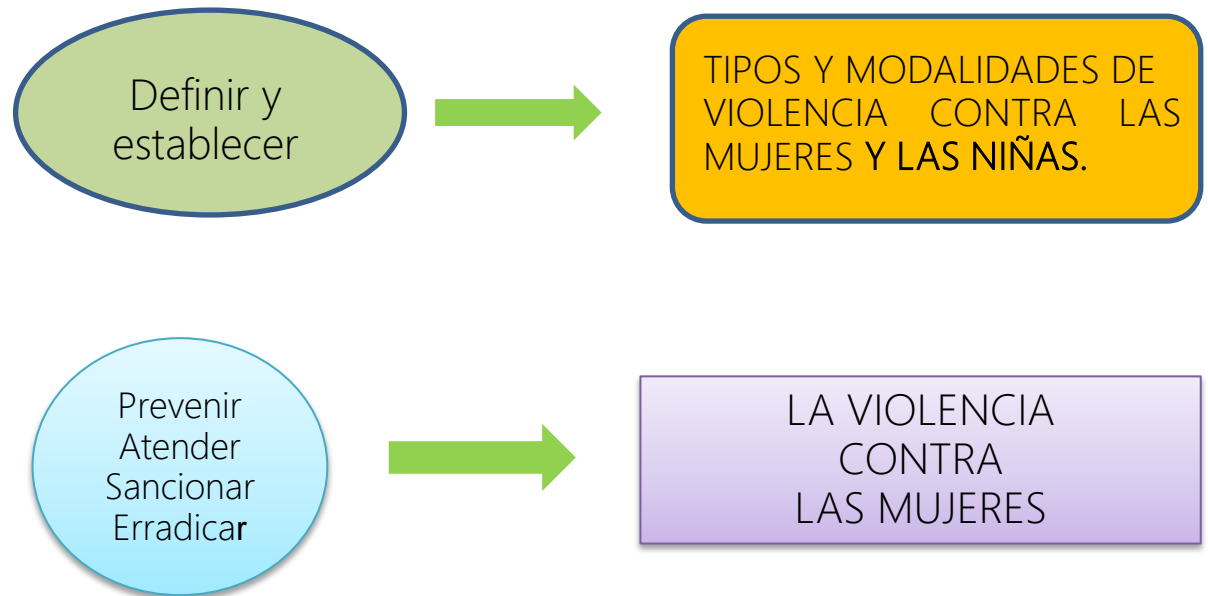 Definir y
establecer
TIPOS Y MODALIDADES DE
VIOLENCIA CONTRA LAS
MUJERES Y LAS NIÑAS.
Prevenir
Atender
Sancionar
Erradicar
LA VIOLENCIA
CONTRA
LAS MUJERES